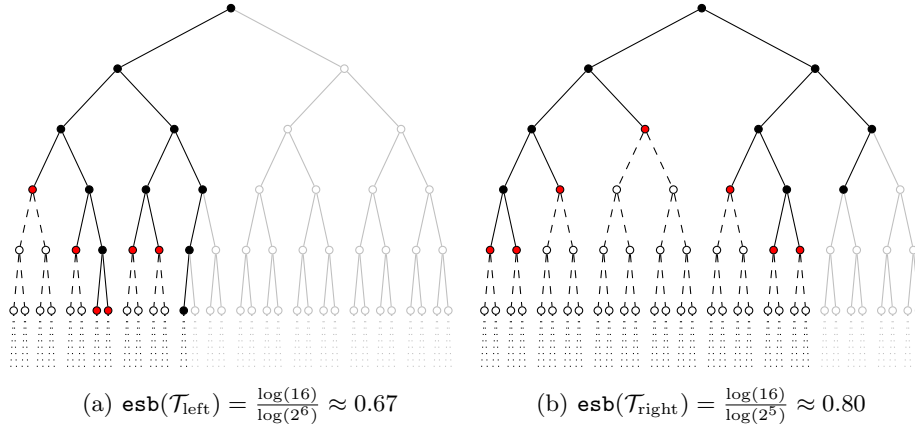 (a) esb(𝒯_left) = log(16)/log(2^6) ≈ 0.67
(b) esb(𝒯_right) = log(16)/log(2^5) ≈ 0.80